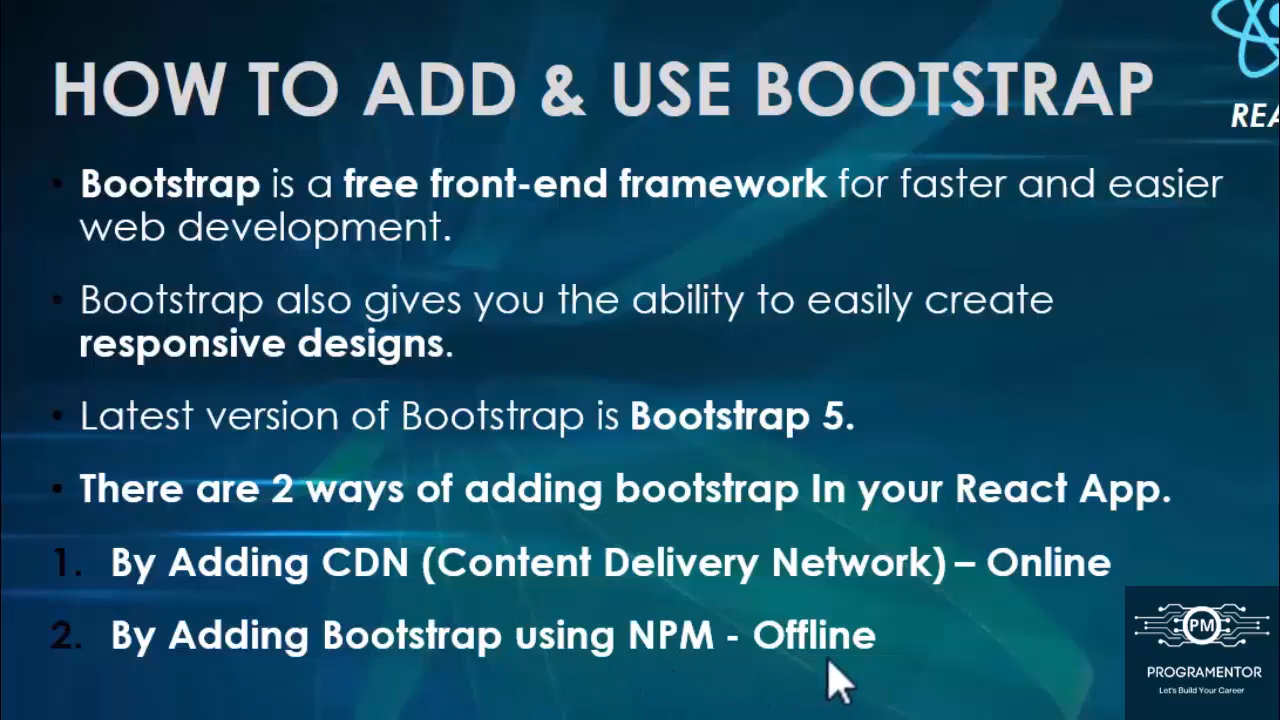 HOW TO ADD & USE BOOTSTRAP
REA
• Bootstrap is a free front-end framework for faster and easier
web development.
• Bootstrap also gives you the ability to easily create
responsive designs.
• Latest version of Bootstrap is Bootstrap 5.
• There are 2 ways of adding bootstrap In your React App.
1. By Adding CDN (Content Delivery Network) – Online
2. By Adding Bootstrap using NPM - Offline
PM
PROGRAMENTOR
Let's Build Your Career